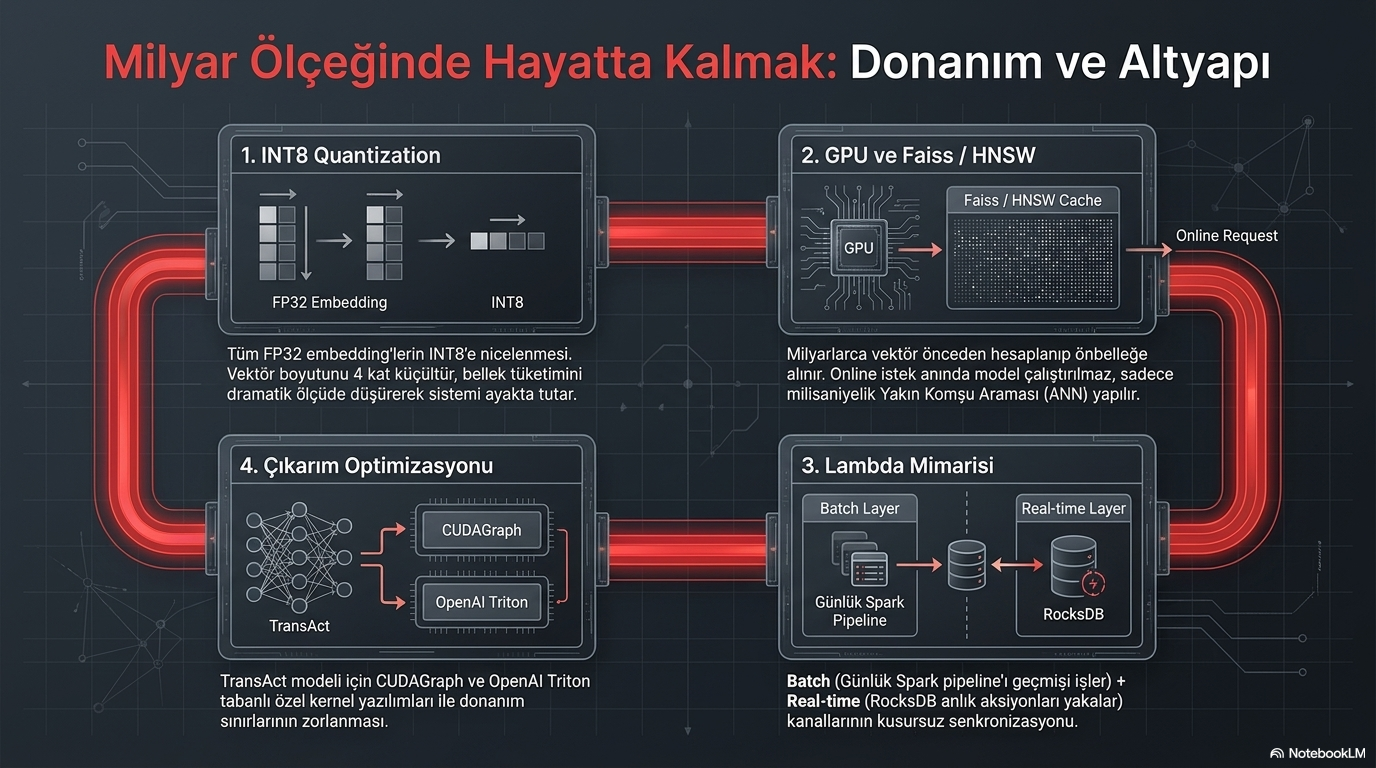 Milyar Ölçeğinde Hayatta Kalmak: Donanım ve Altyapı
1. INT8 Quantization
FP32 Embedding
INT8
Tüm FP32 embedding'lerin INT8'e nicelenmesi.
Vektör boyutunu 4 kat küçültür, bellek tüketimini
dramatik ölçüde düşürerek sistemi ayakta tutar.
2. GPU ve Faiss / HNSW
GPU
Faiss / HNSW Cache
Online Request
Milyarlarca vektör önceden hesaplanıp önbelleğe
alınır. Online istek anında model çalıştırılmaz, sadece
milisaniyelik Yakın Komşu Araması (ANN) yapılır.
4. Çıkarım Optimizasyonu
TransAct
CUDAGraph
OpenAI Triton
TransAct modeli için CUDAGraph ve OpenAI Triton
tabanlı özel kernel yazılımları ile donanım
sınırlarının zorlanması.
3. Lambda Mimarisi
Batch Layer
Günlük Spark
Pipeline
Real-time Layer
RocksDB
Batch (Günlük Spark pipeline'ı geçmişi işler) +
Real-time (RocksDB anlık aksiyonları yakalar)
kanallarının kusursuz senkronizasyonu.
NotebookLM